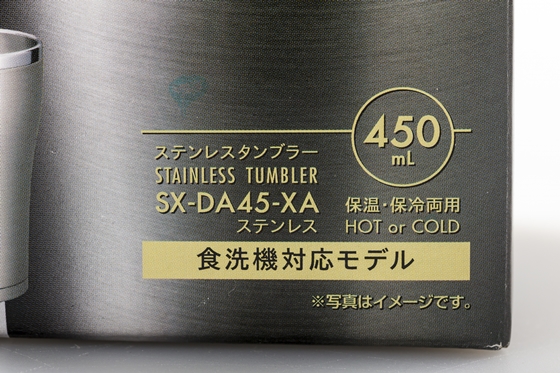 450
mL
ステンレスタンブラー
STAINLESS TUMBLER
SX-DA45-XA
ステンレス
保温・保冷両用
HOT or COLD
食洗機対応モデル
※写真はイメージです。